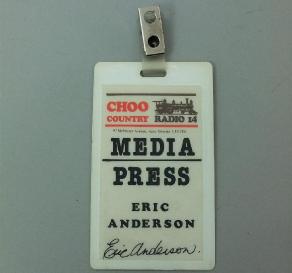 CHOO
COUNTRY RADIO 14
MEDIA
PRESS
ERIC
ANDERSON
Eric Anderson.